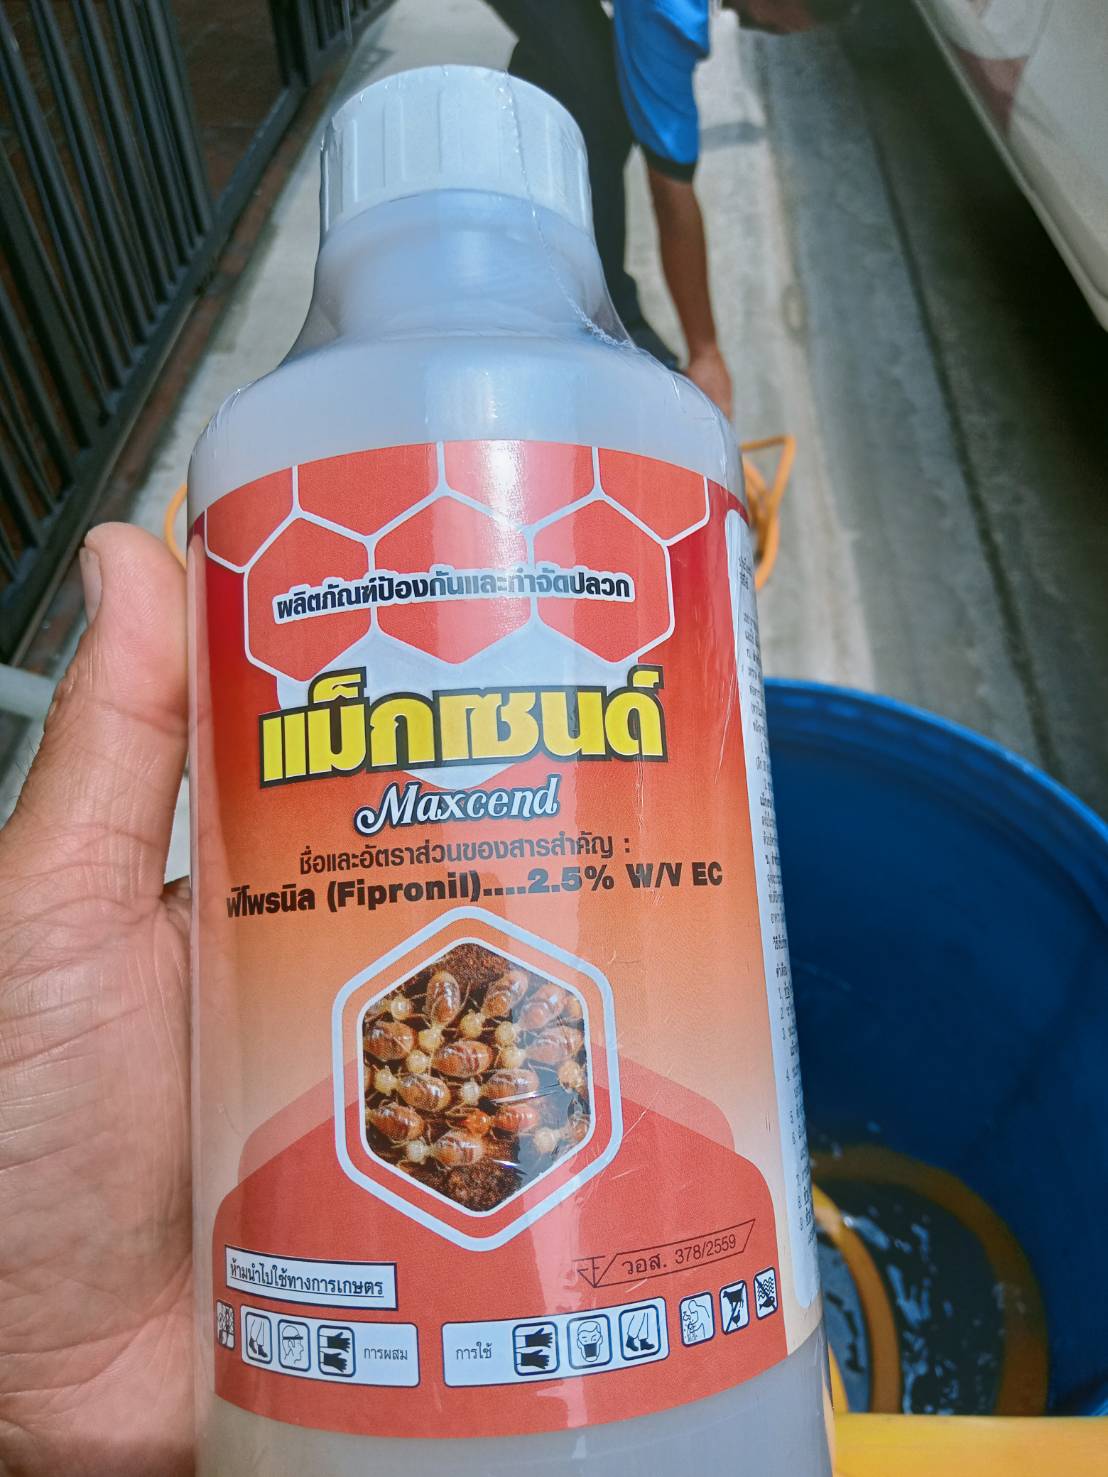 ผลิตภัณฑ์ป้องกันและกำจัดปลวก
แม็กเซนด์
Maxcend
ชื่อและอัตราส่วนของสารสำคัญ :
ฟิโพรนิล (Fipronil)....2.5% W/V EC
ห้ามนำไปใช้ทางการเกษตร
วอส. 378/2559
การผสม
การใช้